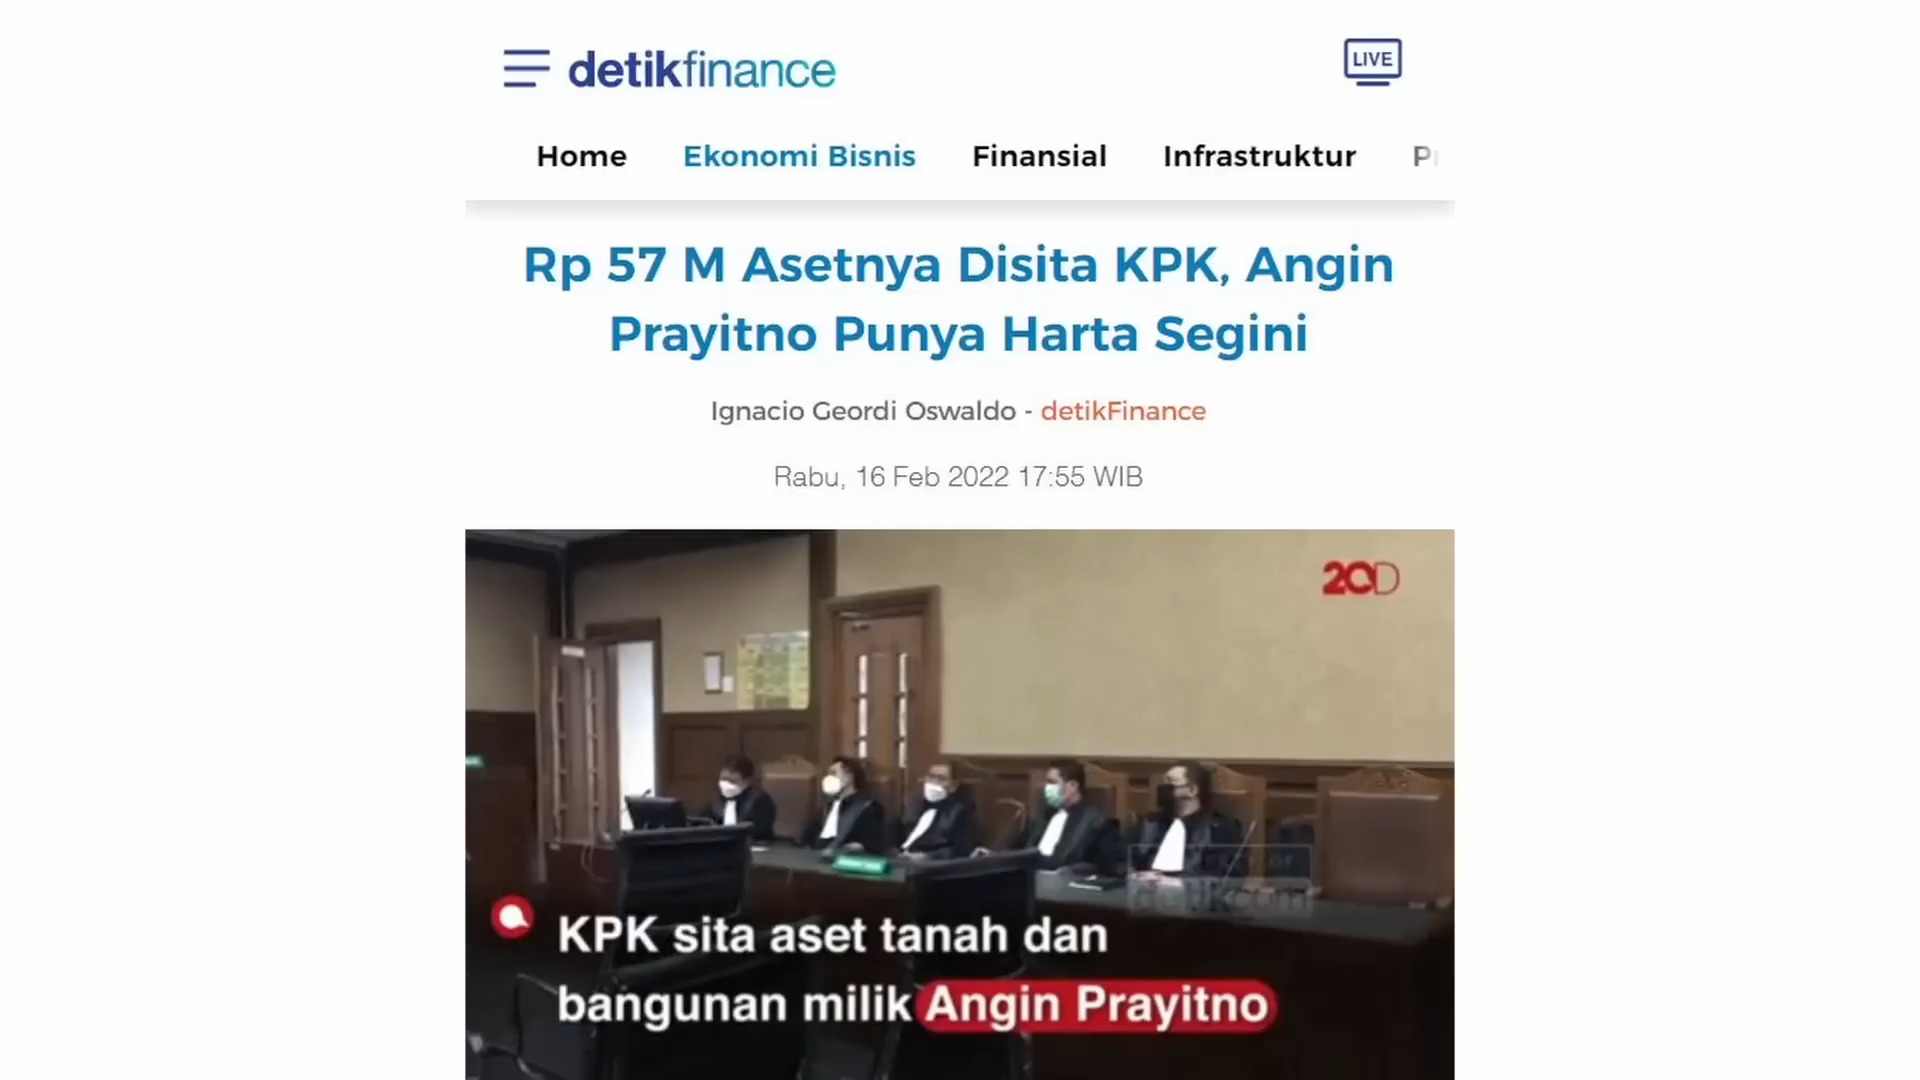 detikfinance
LIVE
Home Ekonomi Bisnis Finansial Infrastruktur
Rp 57 M Asetnya Disita KPK, Angin
Prayitno Punya Harta Segini
Ignacio Geordi Oswaldo - detikFinance
Rabu, 16 Feb 2022 17:55 WIB
20D
detikcom
KPK sita aset tanah dan
bangunan milik Angin Prayitno